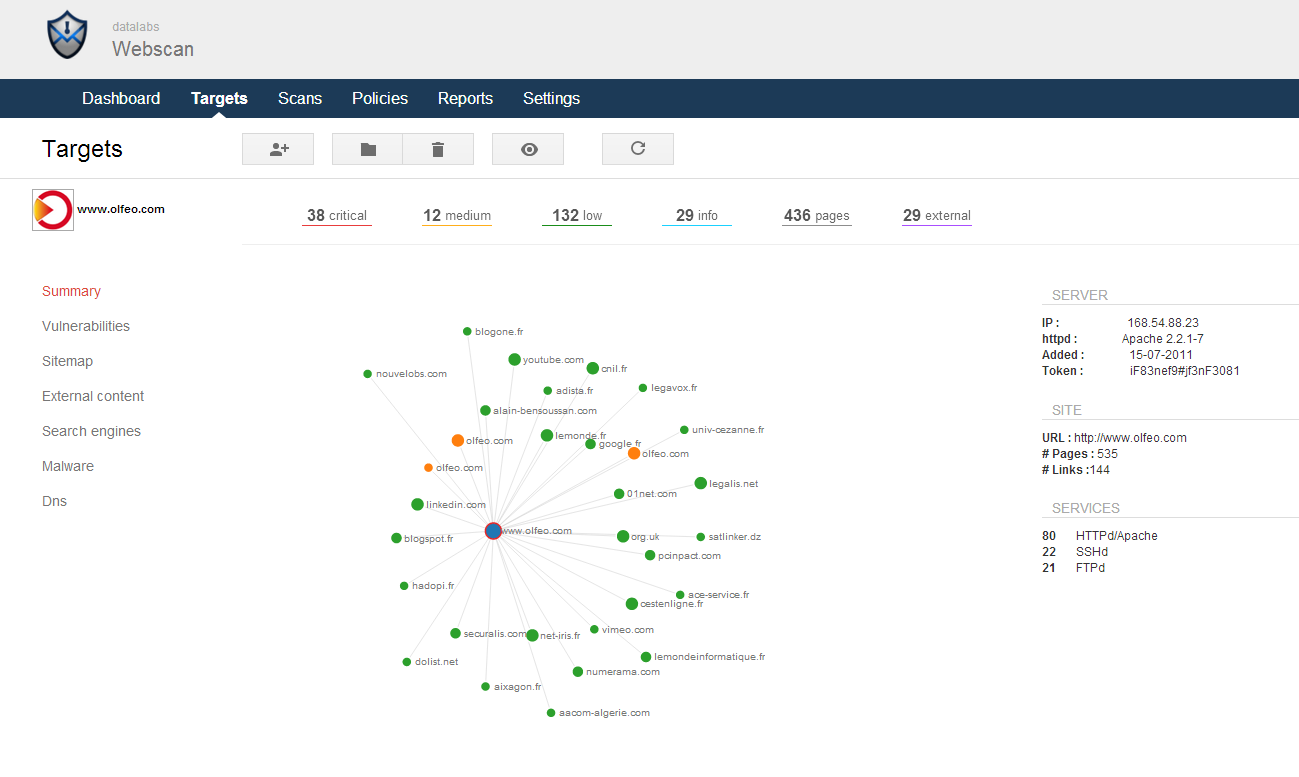 datalabs
Webscan
Dashboard Targets Scans Policies Reports Settings
Targets
www.olfeo.com
38 critical 12 medium 132 low 29 info 436 pages 29 external
Summary
Vulnerabilities
Sitemap
External content
Search engines
Malware
Dns
blogone.fr
youtube.com
cnil.fr
nouvelobs.com
adista.fr
legavox.fr
alain-bensoussan.com
univ-cezanne.fr
lemonde.fr
olfeo.com
google.fr
olfeo.com
olfeo.com
legalis.net
01net.com
linkedin.com
www.olfeo.com
blogspot.fr
org.uk
satlinker.dz
pcinpact.com
hadopi.fr
ace-service.fr
cestenligne.fr
vimeo.com
securalis.com
net-iris.fr
lemondeinformatique.fr
dolist.net
numerama.com
aixagon.fr
aacom-algerie.com
SERVER
IP : 168.54.88.23
httpd : Apache 2.2.1-7
Added : 15-07-2011
Token : iF83nef9#jf3nF3081
SITE
URL : http://www.olfeo.com
# Pages : 535
# Links :144
SERVICES
80 HTTPd/Apache
22 SSHd
21 FTPd